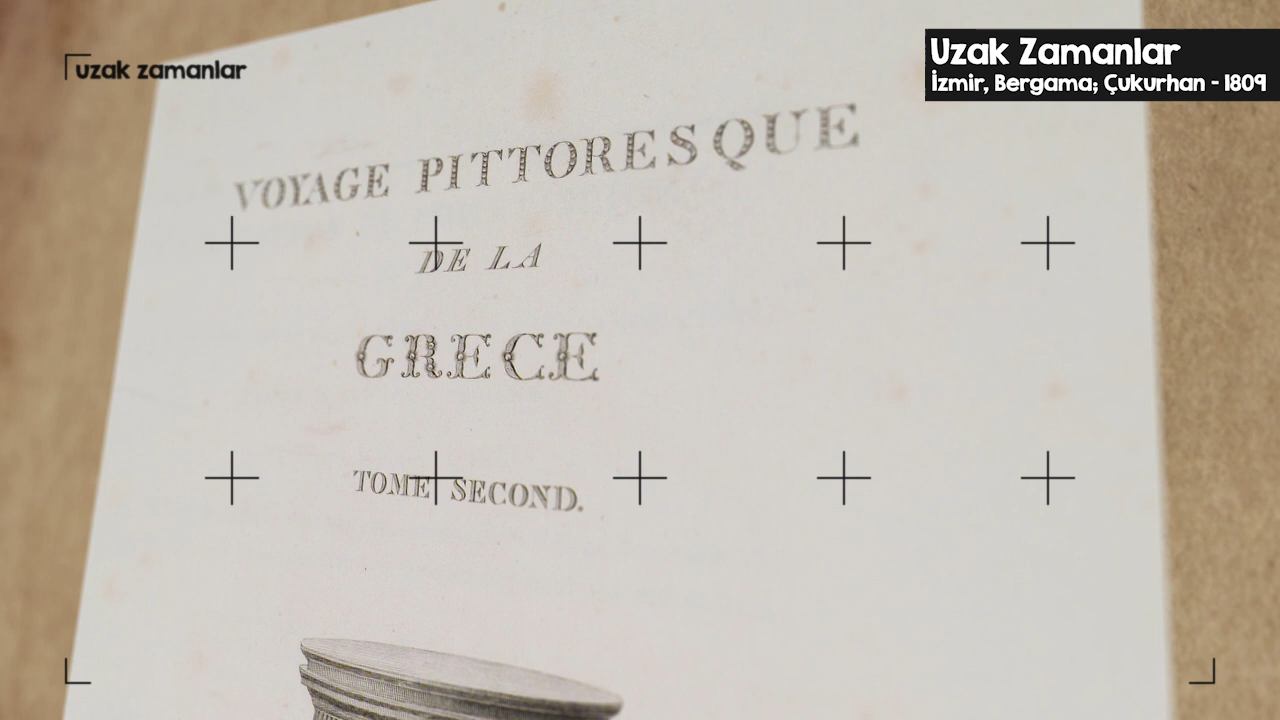 uzak zamanlar
Uzak Zamanlar
İzmir, Bergama; Çukurhan - 1809
VOYAGE PITTORESQUE
DE LA
GRECE
TOME SECOND.